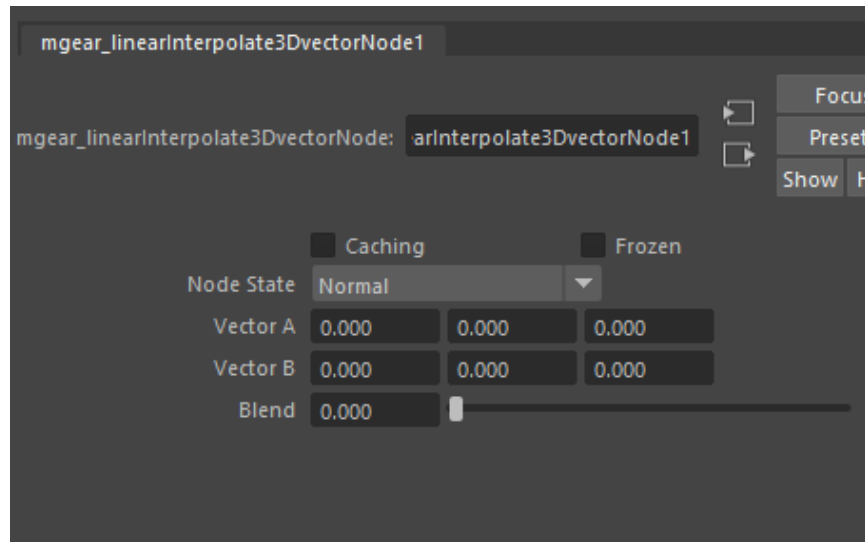 mgear_linearInterpolate3DvectorNode1
mgear_linearInterpolate3DvectorNode: arInterpolate3DvectorNode1
Focus
Preset
Show H
Caching Frozen
Node State Normal
Vector A 0.000 0.000 0.000
Vector B 0.000 0.000 0.000
Blend 0.000